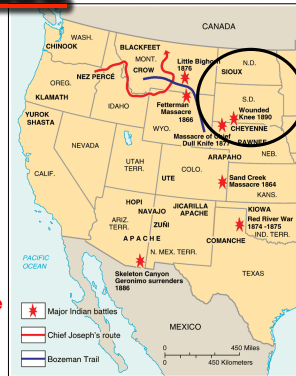 CANADA
WASH.
CHINOOK
BLACKFEET
MONT.
CROW
Little Bighorn
1876
N.D.
SIOUX
NEZ PERCÉ
OREG.
KLAMATH
IDAHO
Fetterman
Massacre
1866
S.D.
Wounded
Knee 1890
YUROK
SHASTA
WYO.
CHEYENNE
Massacre of Chief
Dull Knife 1877
PAWNEE
NEB.
NEVADA
UTAH
TERR.
ARAPAHO
COLO.
UTE
Sand Creek
Massacre 1864
KANS.
CALIF.
HOPI
NAVAJO
JICARILLA
APACHE
KIOWA
Red River War
1874 -1875
IND. TERR.
ARIZ.
TERR.
ZUÑI
APACHE
COMANCHE
N. MEX. TERR.
PACIFIC
OCEAN
Skeleton Canyon
Geronimo surrenders
1886
TEXAS
e
Major Indian battles
Chief Joseph's route
Bozeman Trail
MEXICO
0 450 Miles
0 450 Kilometers